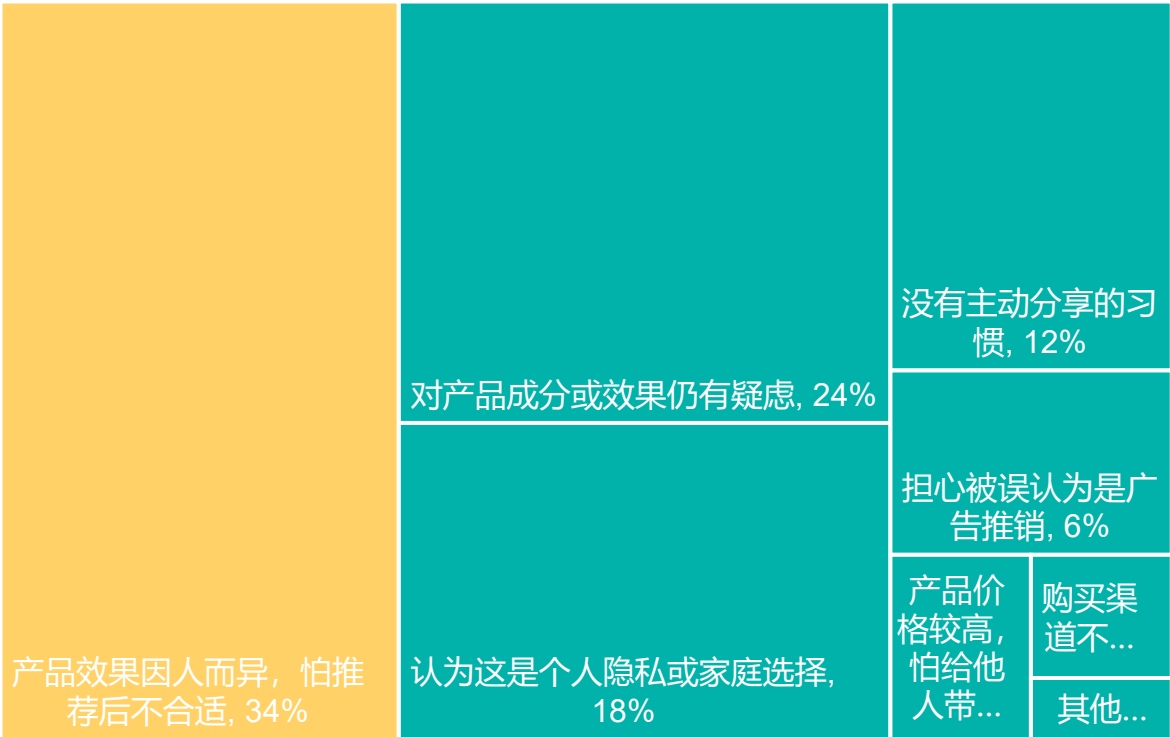 产品效果因人而异，怕推
荐后不合适, 34%
对产品成分或效果仍有疑虑, 24%
认为这是个人隐私或家庭选择,
18%
没有主动分享的习
惯, 12%
担心被误认为是广
告推销, 6%
产品价
格较高，
怕给他
人带...
购买渠
道不...
其他...